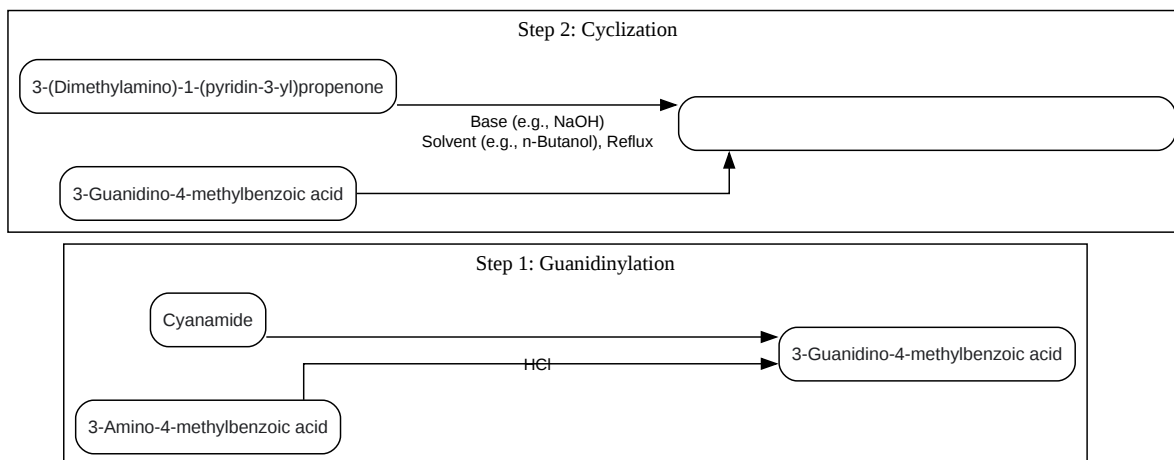 Step 2: Cyclization
3-(Dimethylamino)-1-(pyridin-3-yl)propenone
Base (e.g., NaOH)
Solvent (e.g., n-Butanol), Reflux
3-Guanidino-4-methylbenzoic acid
Step 1: Guanidinylation
Cyanamide
3-Guanidino-4-methylbenzoic acid
HCl
3-Amino-4-methylbenzoic acid